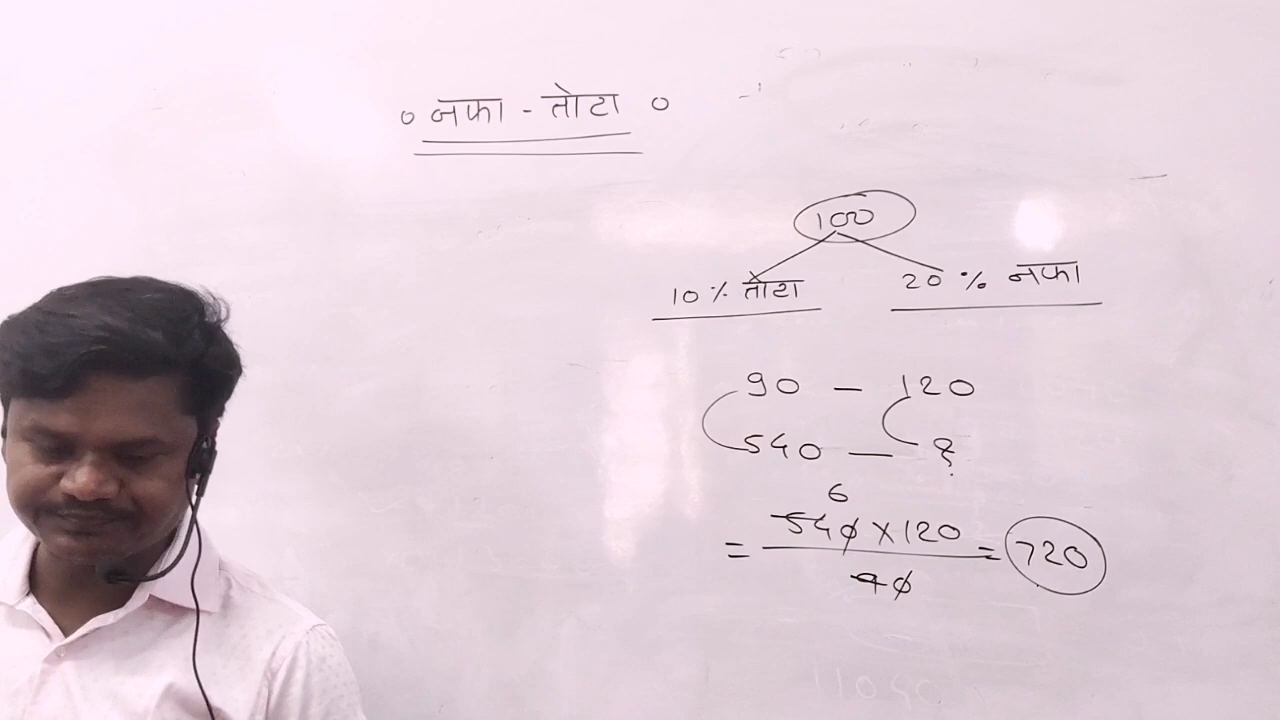 ० नफा - तोटा ०
100
10 % तोटा 20 % नफा
90 — 120
540 — ?
6
= 540 X 120 = 720
90